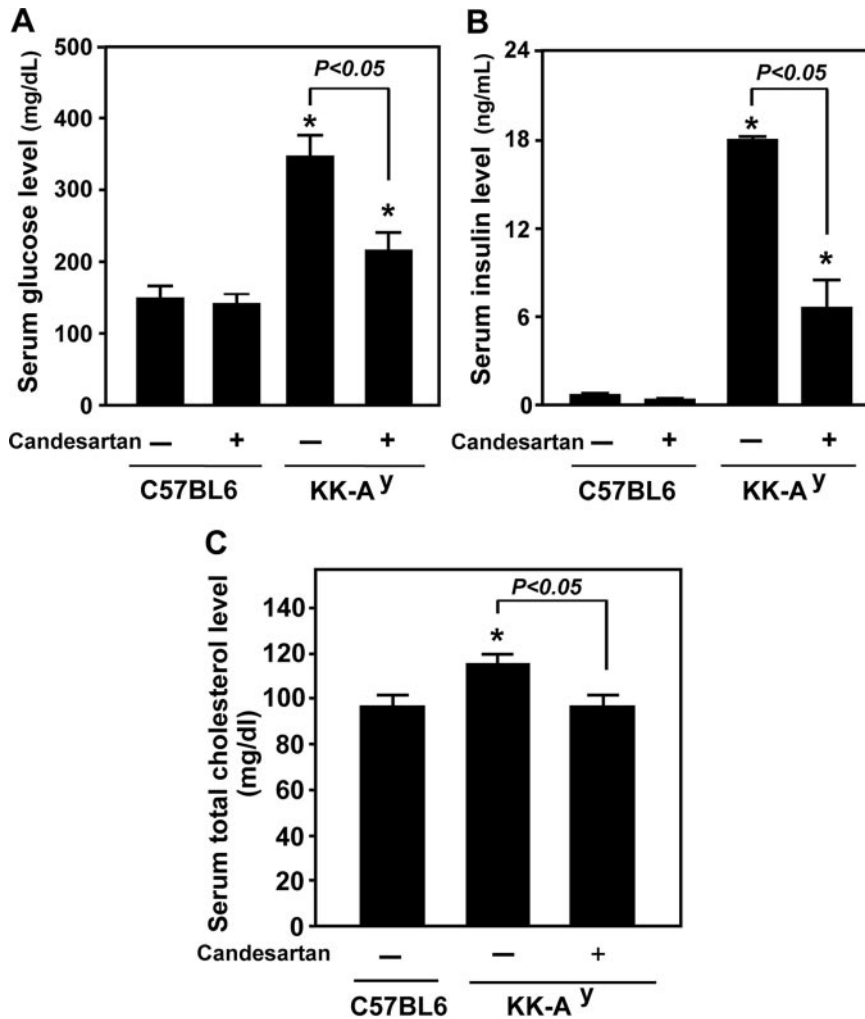 A
Serum glucose level (mg/dL)
500
400
300
200
100
0
P<0.05
*
*
Candesartan – + – +
C57BL6 KK-A y
B
Serum insulin level (ng/mL)
24
18
12
6
0
P<0.05
*
*
Candesartan – + – +
C57BL6 KK-A y
C
Serum total cholesterol level
(mg/dl)
140
120
100
80
60
40
20
0
P<0.05
*
Candesartan – – +
C57BL6 KK-A y